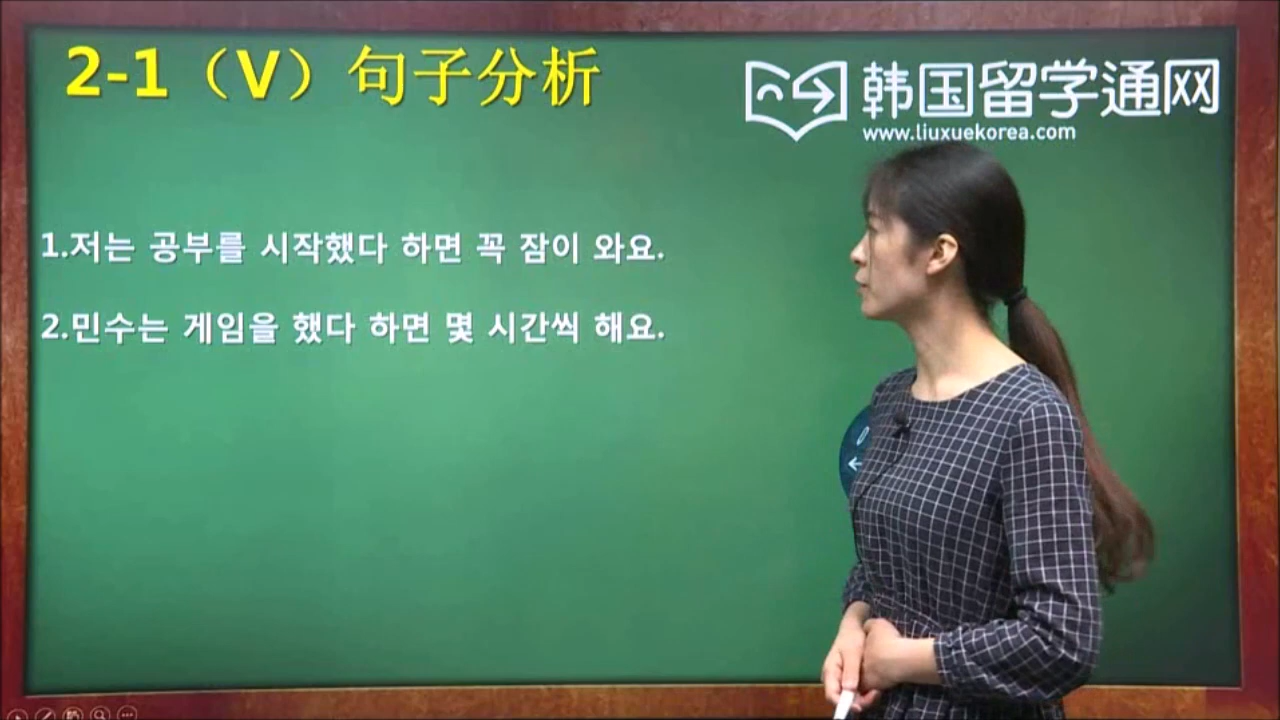 2-1（V）句子分析
韩国留学通网
www.liuxuekorea.com
1.저는 공부를 시작했다 하면 꼭 잠이 와요.
2.민수는 게임을 했다 하면 몇 시간씩 해요.